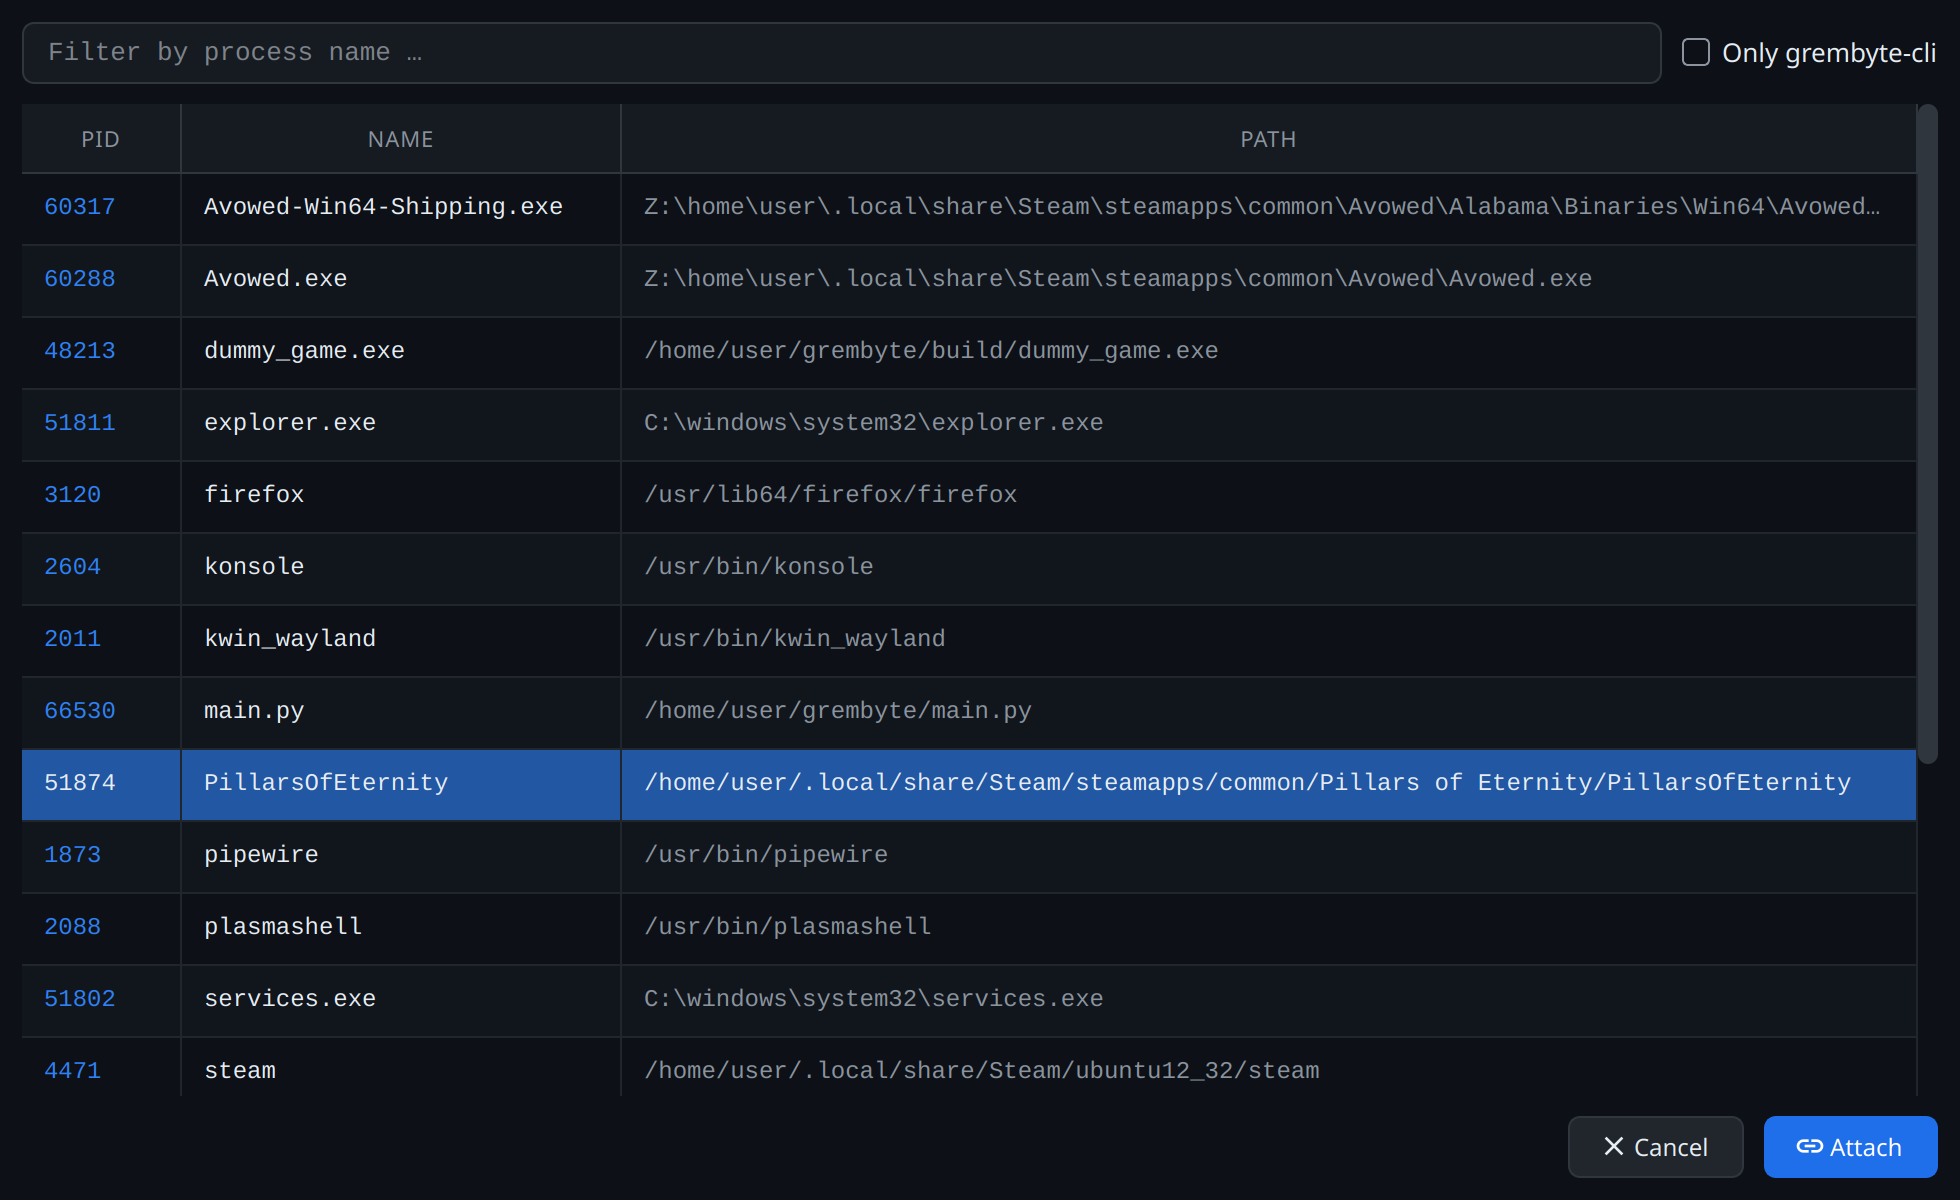 Filter by process name …
Only grembyte-cli
PID NAME PATH
60317 Avowed-Win64-Shipping.exe Z:\home\user\.local\share\Steam\steamapps\common\Avowed\Alabama\Binaries\Win64\Avowed…
60288 Avowed.exe Z:\home\user\.local\share\Steam\steamapps\common\Avowed\Avowed.exe
48213 dummy_game.exe /home/user/grembyte/build/dummy_game.exe
51811 explorer.exe C:\windows\system32\explorer.exe
3120 firefox /usr/lib64/firefox/firefox
2604 konsole /usr/bin/konsole
2011 kwin_wayland /usr/bin/kwin_wayland
66530 main.py /home/user/grembyte/main.py
51874 PillarsOfEternity /home/user/.local/share/Steam/steamapps/common/Pillars of Eternity/PillarsOfEternity
1873 pipewire /usr/bin/pipewire
2088 plasmashell /usr/bin/plasmashell
51802 services.exe C:\windows\system32\services.exe
4471 steam /home/user/.local/share/Steam/ubuntu12_32/steam
Cancel
Attach